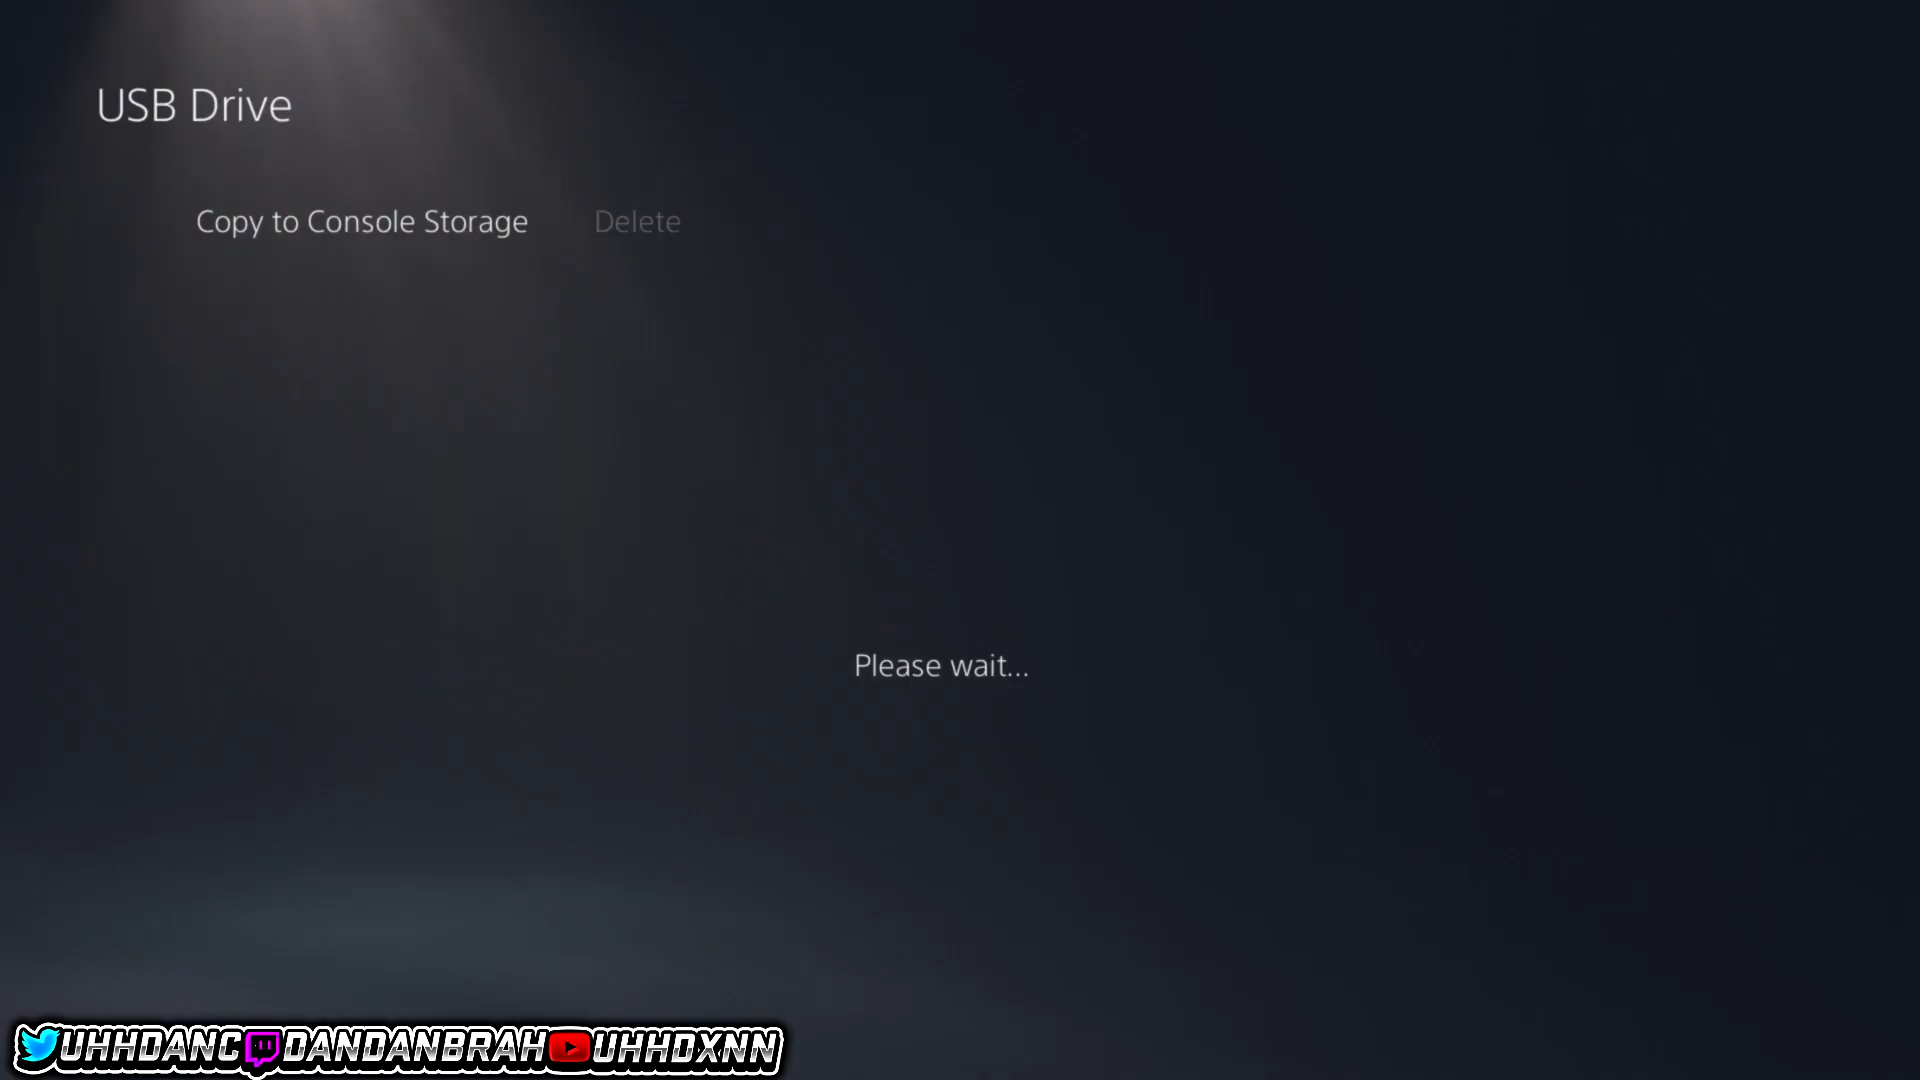 USB Drive
Copy to Console Storage Delete
Please wait...
UHHDANC DANDANBRAH UHHDXNN